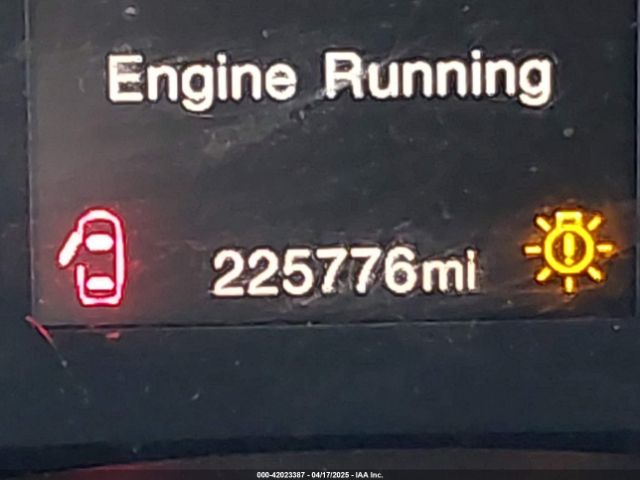 Engine Running
225776mi
000-42023387 - 04/17/2025 - IAA Inc.